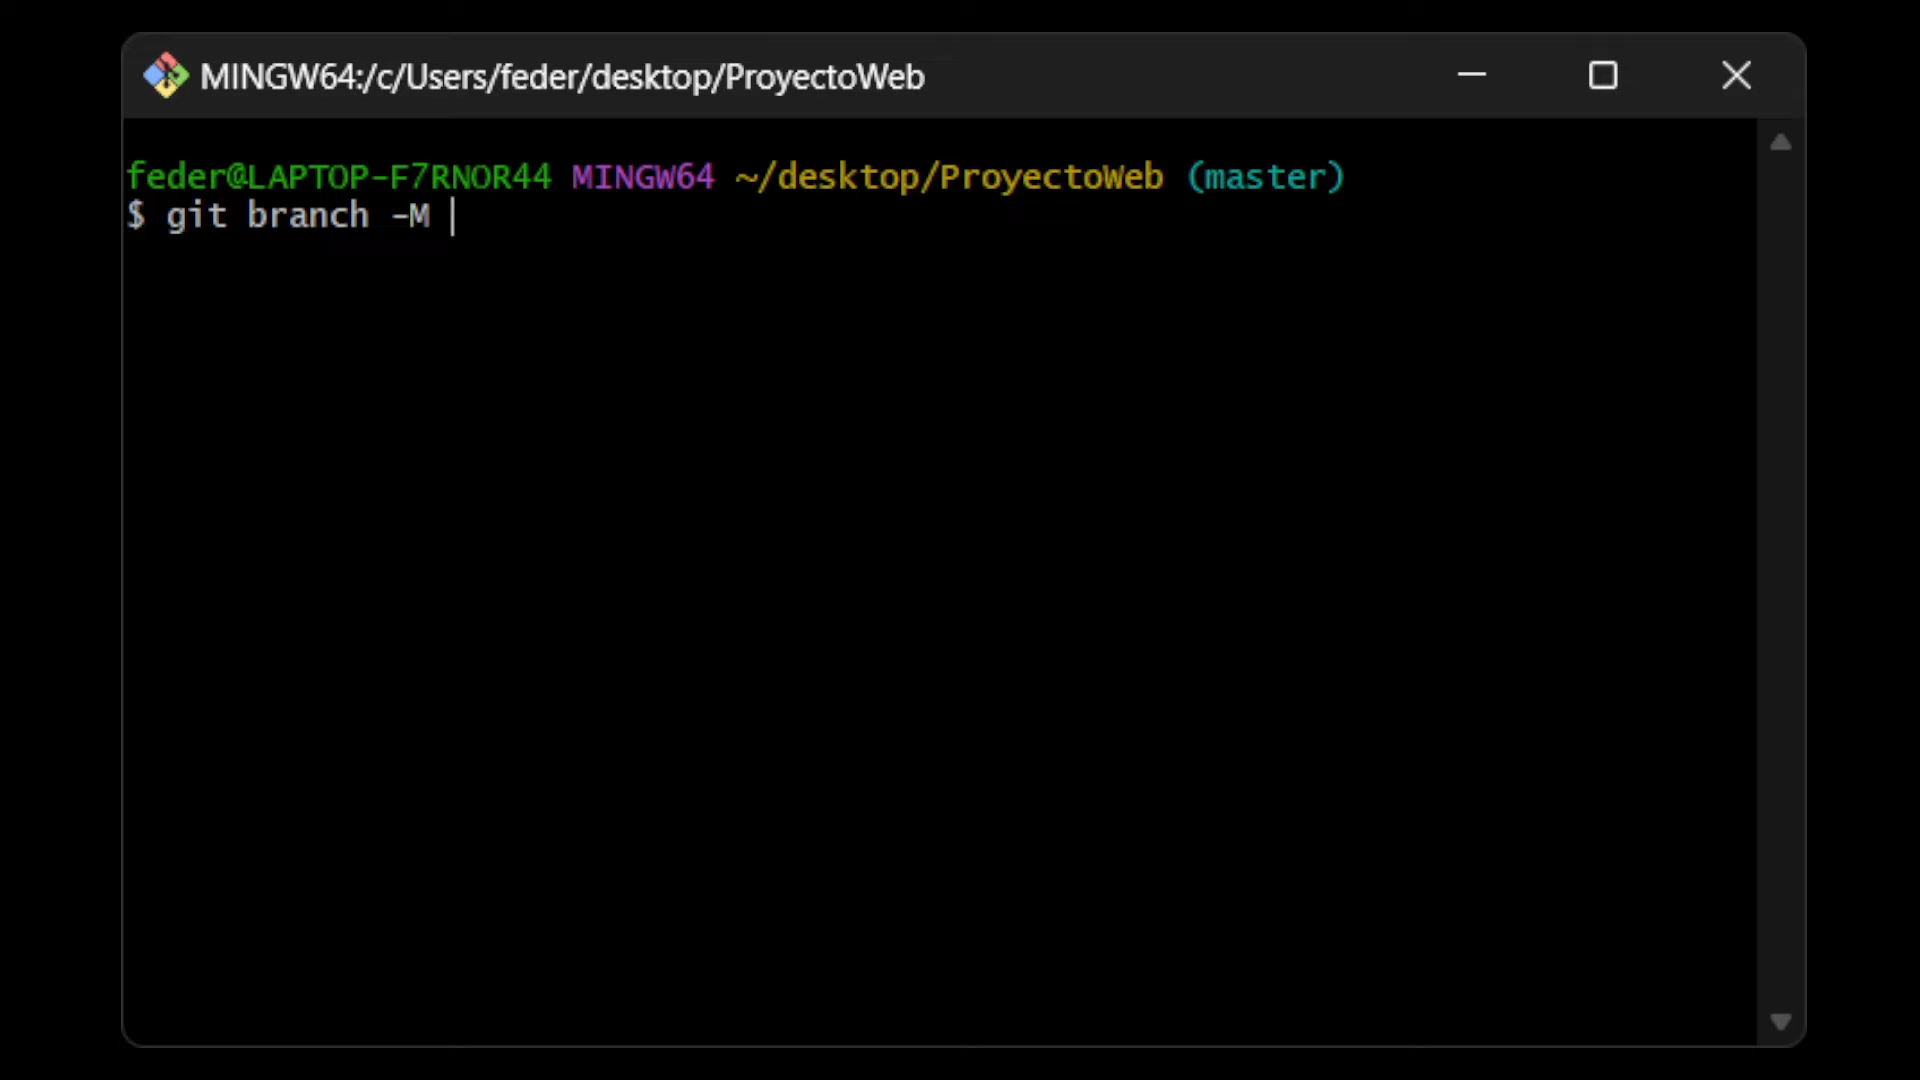 MINGW64:/c/Users/feder/desktop/ProyectoWeb
feder@LAPTOP-F7RNOR44 MINGW64 ~/desktop/ProyectoWeb (master)
$ git branch -M